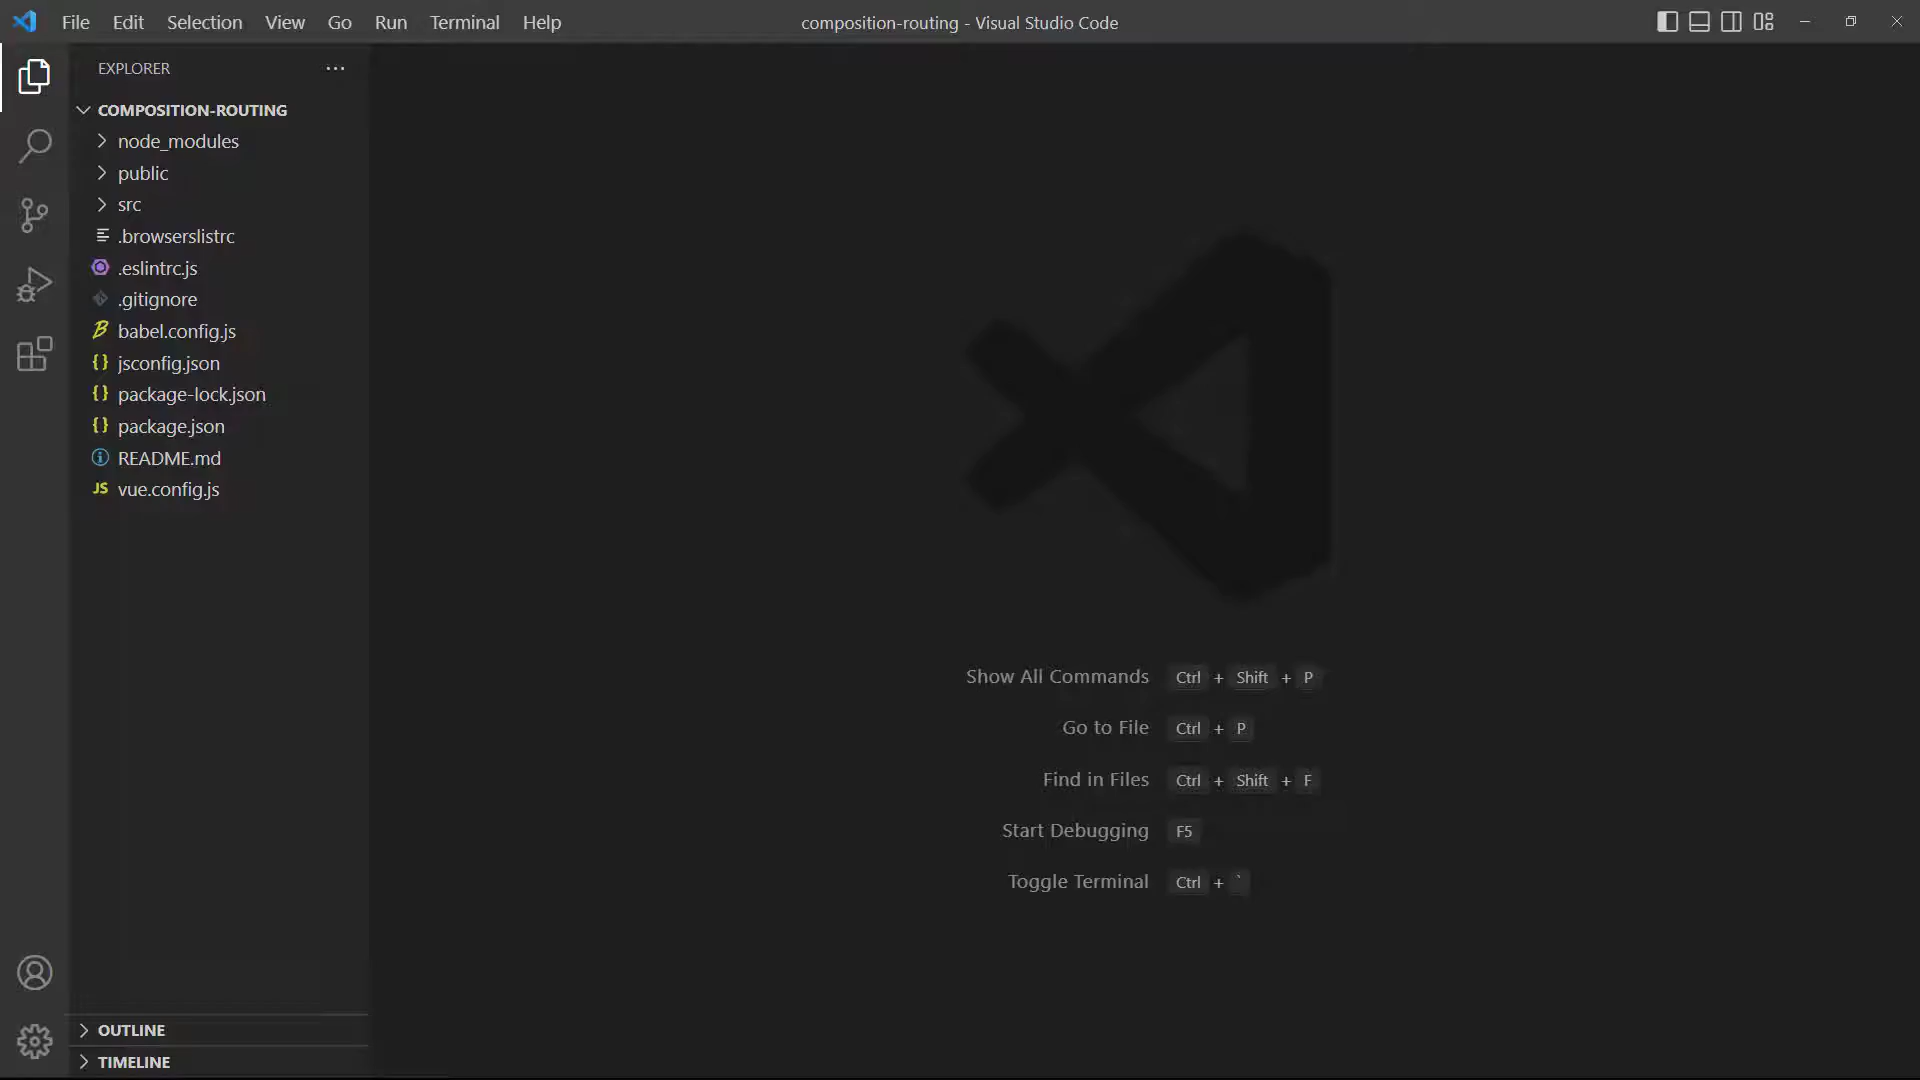 File Edit Selection View Go Run Terminal Help
composition-routing - Visual Studio Code
EXPLORER
COMPOSITION-ROUTING
node_modules
public
src
.browserslistrc
.eslintrc.js
.gitignore
babel.config.js
{} jsconfig.json
{} package-lock.json
{} package.json
README.md
JS vue.config.js
Show All Commands Ctrl + Shift + P
Go to File Ctrl + P
Find in Files Ctrl + Shift + F
Start Debugging F5
Toggle Terminal Ctrl + `
OUTLINE
TIMELINE